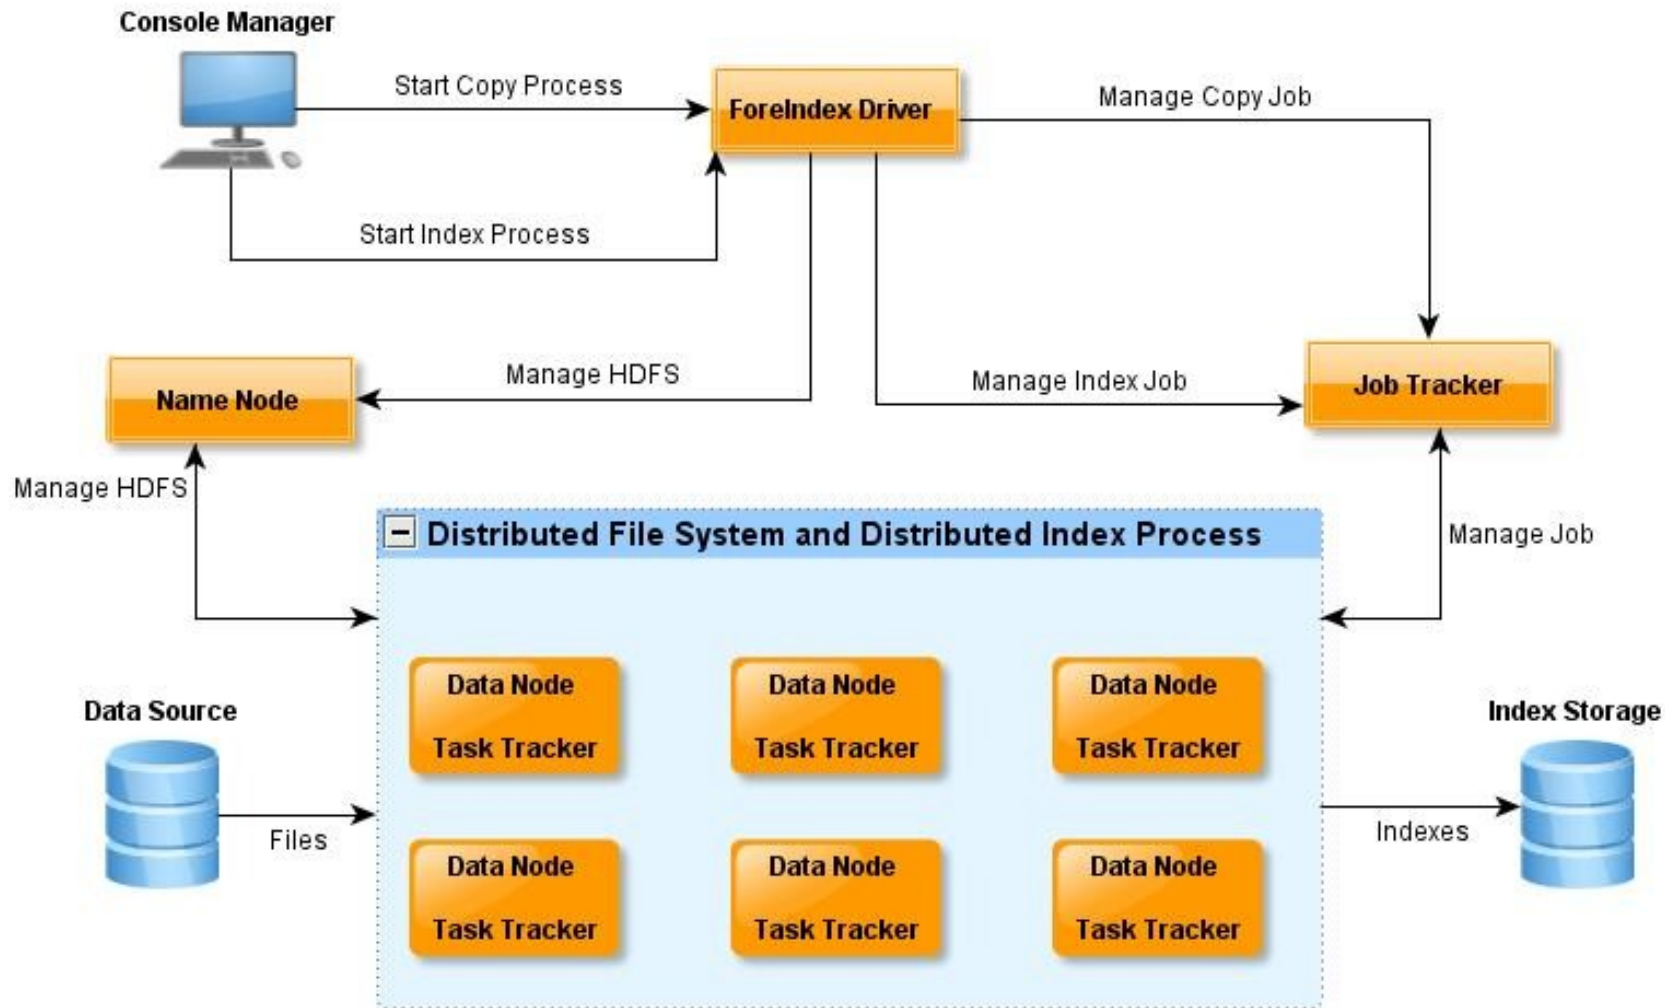 Console Manager
Start Copy Process
ForeIndex Driver
Manage Copy Job
Start Index Process
Name Node
Manage HDFS
Manage Index Job
Job Tracker
Manage HDFS
Distributed File System and Distributed Index Process
Manage Job
Data Node
Task Tracker
Data Node
Task Tracker
Data Node
Task Tracker
Data Source
Files
Index Storage
Indexes
Data Node
Task Tracker
Data Node
Task Tracker
Data Node
Task Tracker